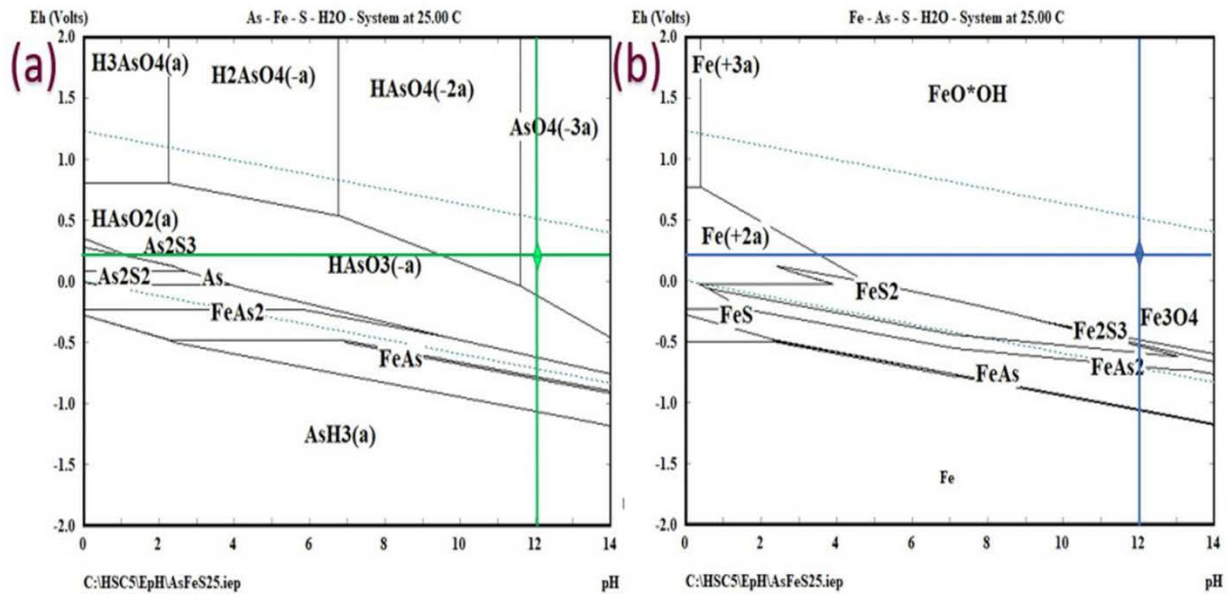 Eh (Volts) As - Fe - S - H2O - System at 25.00 C
(a)
2.0
1.5
1.0
0.5
0.0
-0.5
-1.0
-1.5
-2.0
H3AsO4(a)
H2AsO4(-a)
HAsO4(-2a)
AsO4(-3a)
HAsO2(a)
As2S3
HAsO3(-a)
As2S2
As
FeAs2
FeAs
AsH3(a)
0 2 4 6 8 10 12 14
C:\HSC5\EpH\AsFeS25.iep pH
Eh (Volts) Fe - As - S - H2O - System at 25.00 C
(b)
2.0
1.5
1.0
0.5
0.0
-0.5
-1.0
-1.5
-2.0
Fe(+3a)
FeO*OH
Fe(+2a)
FeS2
FeS
Fe2S3
Fe3O4
FeAs2
FeAs
Fe
0 2 4 6 8 10 12 14
C:\HSC5\EpH\AsFeS25.iep pH